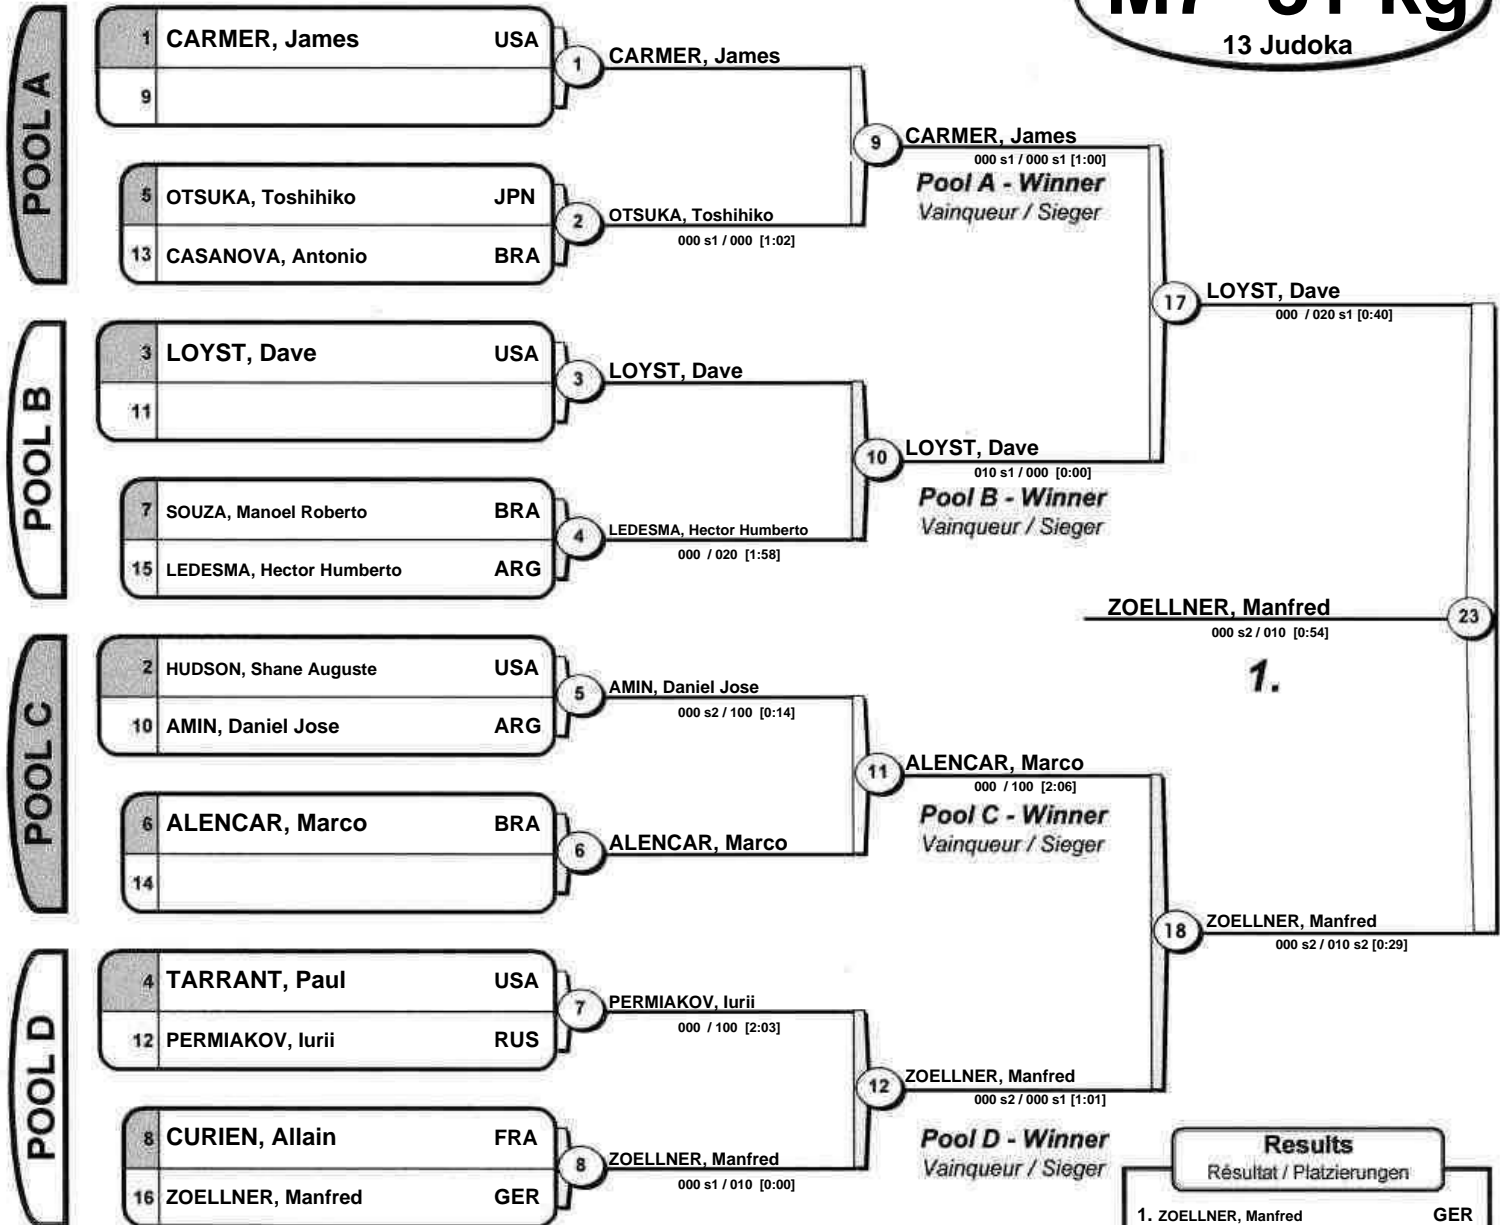 M7 -81 kg
13 Judoka
POOL A
1 CARMER, James USA
9
1 CARMER, James
5 OTSUKA, Toshihiko JPN
13 CASANOVA, Antonio BRA
2 OTSUKA, Toshihiko
000 s1 / 000 [1:02]
9 CARMER, James
000 s1 / 000 s1 [1:00]
Pool A - Winner
Vainqueur / Sieger
POOL B
3 LOYST, Dave USA
11
3 LOYST, Dave
7 SOUZA, Manoel Roberto BRA
15 LEDESMA, Hector Humberto ARG
4 LEDESMA, Hector Humberto
000 / 020 [1:58]
10 LOYST, Dave
010 s1 / 000 [0:00]
Pool B - Winner
Vainqueur / Sieger
17 LOYST, Dave
000 / 020 s1 [0:40]
ZOELLNER, Manfred 23
000 s2 / 010 [0:54]
1.
POOL C
2 HUDSON, Shane Auguste USA
10 AMIN, Daniel Jose ARG
5 AMIN, Daniel Jose
000 s2 / 100 [0:14]
6 ALENCAR, Marco BRA
14
6 ALENCAR, Marco
11 ALENCAR, Marco
000 / 100 [2:06]
Pool C - Winner
Vainqueur / Sieger
18 ZOELLNER, Manfred
000 s2 / 010 s2 [0:29]
POOL D
4 TARRANT, Paul USA
12 PERMIAKOV, Iurii RUS
7 PERMIAKOV, Iurii
000 / 100 [2:03]
8 CURIEN, Allain FRA
16 ZOELLNER, Manfred GER
8 ZOELLNER, Manfred
000 s1 / 010 [0:00]
12 ZOELLNER, Manfred
000 s2 / 000 s1 [1:01]
Pool D - Winner
Vainqueur / Sieger
Results
Résultat / Platzierungen
1. ZOELLNER, Manfred GER